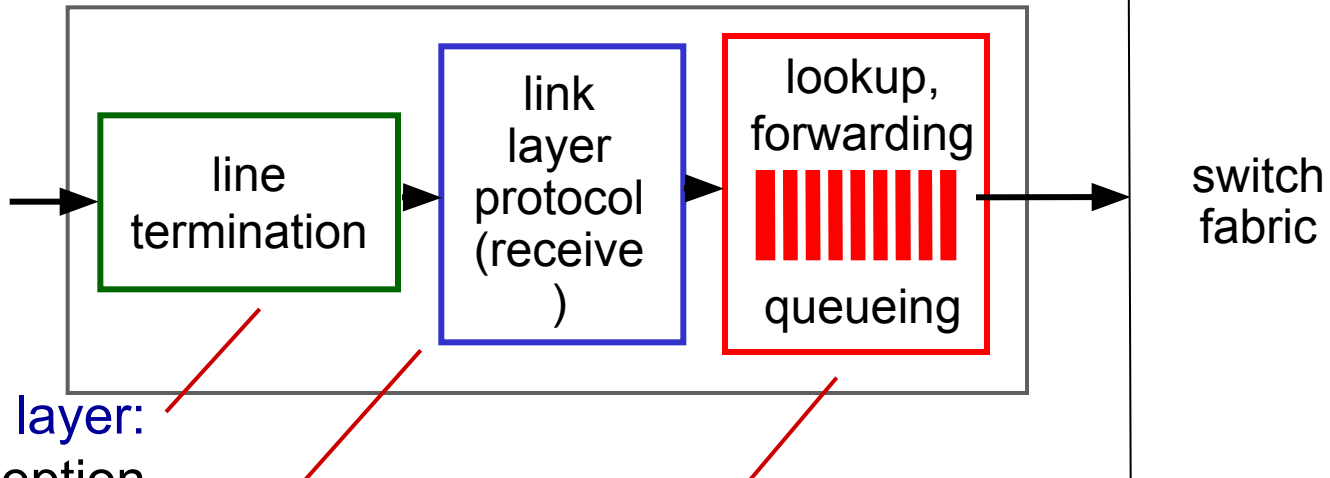 line
termination
link
layer
protocol
(receive
)
lookup,
forwarding
queueing
switch
fabric
layer: